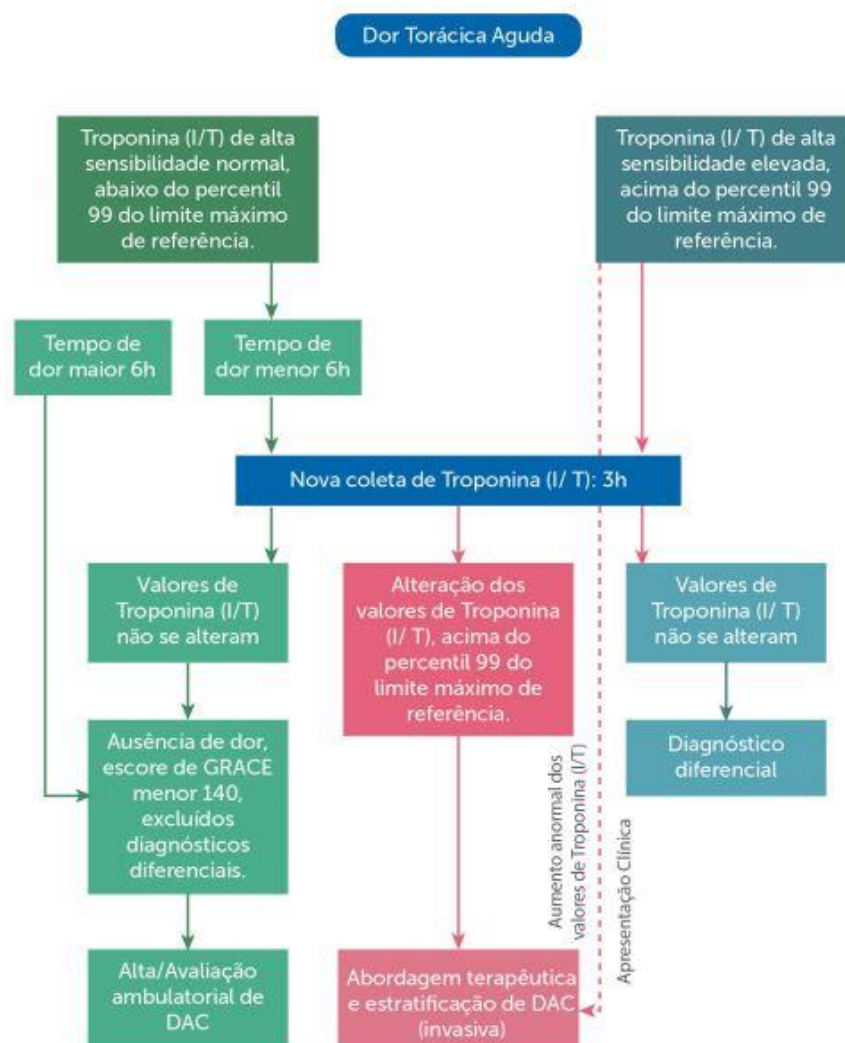 Dor Torácica Aguda
Troponina (I/T) de alta
sensibilidade normal,
abaixo do percentil
99 do limite máximo
de referência.
Troponina (I/ T) de alta
sensibilidade elevada,
acima do percentil 99
do limite máximo de
referência.
Tempo de
dor maior 6h
Tempo de
dor menor 6h
Nova coleta de Troponina (I/ T): 3h
Valores de
Troponina (I/T)
não se alteram
Alteração dos
valores de Troponina
(I/ T), acima do
percentil 99 do
limite máximo de
referência.
Valores de
Troponina (I/ T)
não se alteram
Ausência de dor,
escore de GRACE
menor 140,
excluídos
diagnósticos
diferenciais.
Diagnóstico
diferencial
Aumento anormal dos
valores de Troponina (I/T)
Apresentação Clínica
Alta/Avaliação
ambulatorial de
DAC
Abordagem terapêutica
e estratificação de DAC
(invasiva)